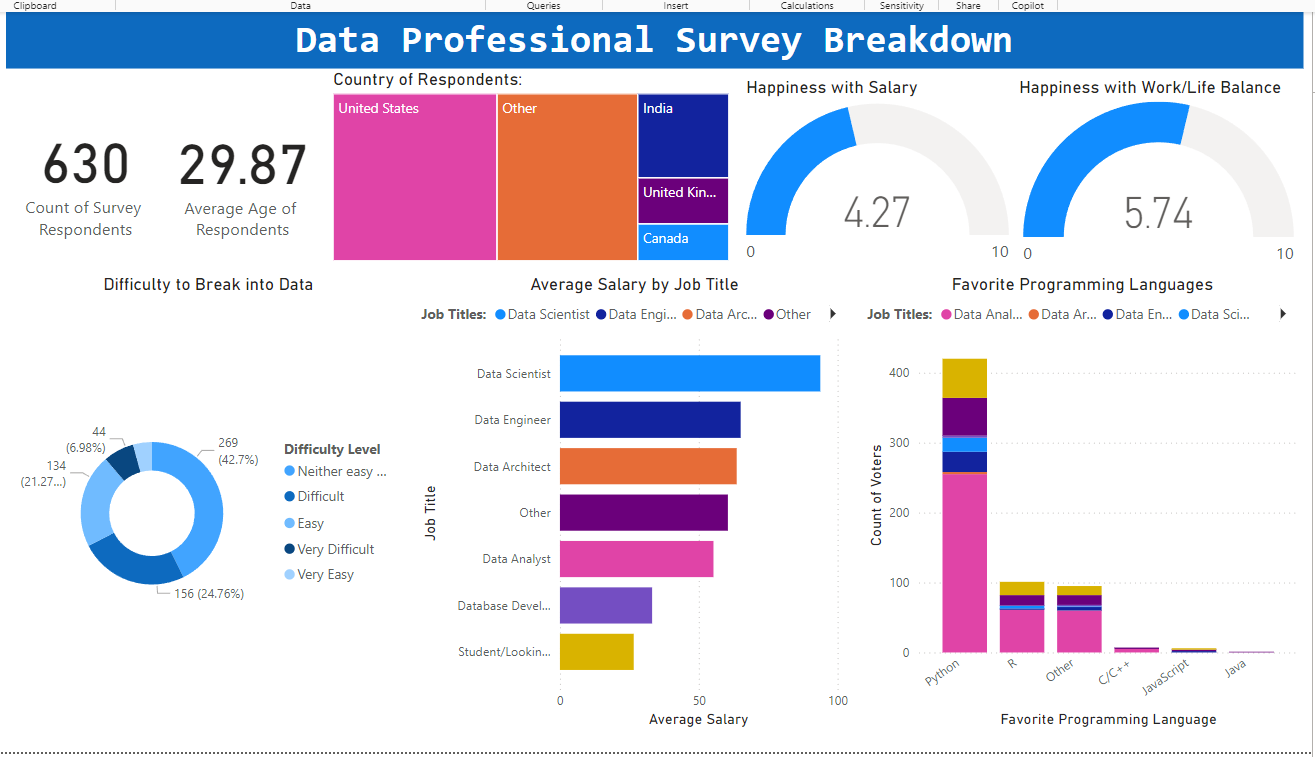 Clipboard
Data
Queries
Insert
Calculations
Sensitivity
Share
Copilot
Data Professional Survey Breakdown
630
Count of Survey
Respondents
29.87
Average Age of
Respondents
Country of Respondents:
United States
Other
India
United Kin...
Canada
Happiness with Salary
4.27
0
10
Happiness with Work/Life Balance
5.74
0
10
Difficulty to Break into Data
44
(6.98%)
269
(42.7%)
134
(21.27...)
156 (24.76%)
Difficulty Level
Neither easy ...
Difficult
Easy
Very Difficult
Very Easy
Average Salary by Job Title
Job Titles: Data Scientist Data Engi... Data Arc... Other
Job Title
Data Scientist
Data Engineer
Data Architect
Other
Data Analyst
Database Devel...
Student/Lookin...
0 50 100
Average Salary
Favorite Programming Languages
Job Titles: Data Anal... Data Ar... Data En... Data Sci...
Count of Voters
400
300
200
100
0
Python R Other C/C++ JavaScript Java
Favorite Programming Language